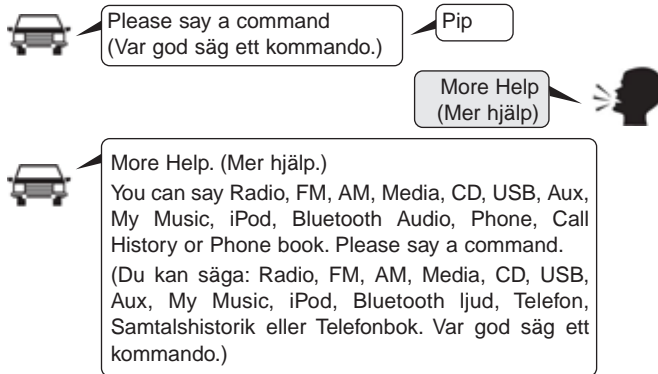 Please say a command
(Var god säg ett kommando.)
Pip
More Help
(Mer hjälp)
More Help. (Mer hjälp.)
You can say Radio, FM, AM, Media, CD, USB, Aux,
My Music, iPod, Bluetooth Audio, Phone, Call
History or Phone book. Please say a command.
(Du kan säga: Radio, FM, AM, Media, CD, USB,
Aux, My Music, iPod, Bluetooth ljud, Telefon,
Samtalshistorik eller Telefonbok. Var god säg ett
kommando.)